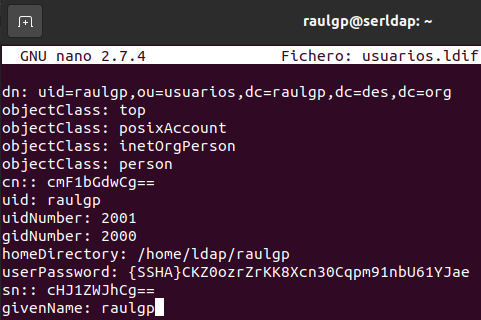 raulgp@serldap: ~
GNU nano 2.7.4 Fichero: usuarios.ldif
dn: uid=raulgp,ou=usuarios,dc=raulgp,dc=des,dc=org
objectClass: top
objectClass: posixAccount
objectClass: inetOrgPerson
objectClass: person
cn:: cmF1bGdwCg==
uid: raulgp
uidNumber: 2001
gidNumber: 2000
homeDirectory: /home/ldap/raulgp
userPassword: {SSHA}CKZ0ozrZrKK8Xcn30Cqpm91nbU61YJae
sn:: cHJ1ZWJhCg==
givenName: raulgp